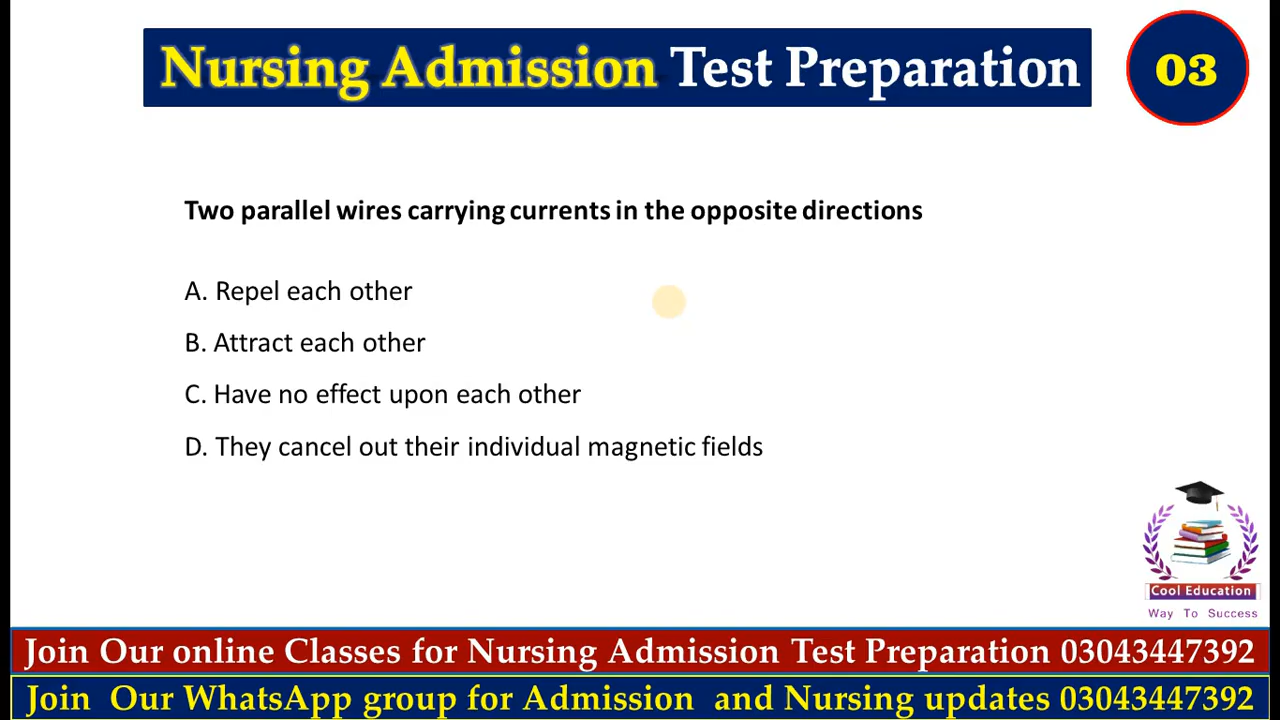 Nursing Admission Test Preparation
03
Two parallel wires carrying currents in the opposite directions
A. Repel each other
B. Attract each other
C. Have no effect upon each other
D. They cancel out their individual magnetic fields
Cool Education
Way To Success
Join Our online Classes for Nursing Admission Test Preparation 03043447392
Join Our WhatsApp group for Admission and Nursing updates 03043447392